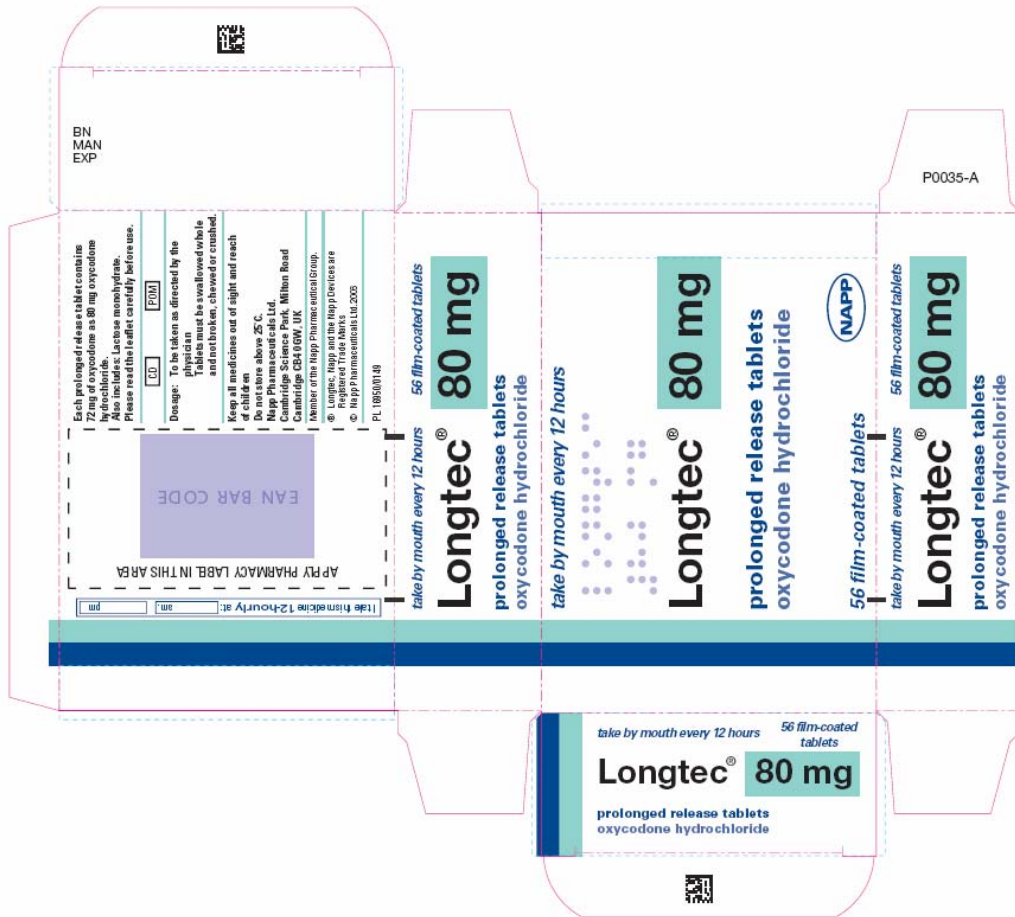 BN
MAN
EXP
P0035-A
Each prolonged release tablet contains
72 mg of oxycodone as 80 mg oxycodone
hydrochloride.
Also includes: Lactose monohydrate.
Please read the leaflet carefully before use.
CD POM
Dosage: To be taken as directed by the
physician
Tablets must be swallowed whole
and not broken, chewed or crushed.
Keep all medicines out of sight and reach
of children
Do not store above 25°C.
Napp Pharmaceuticals Ltd.
Cambridge Science Park, Milton Road
Cambridge CB4 0GW, UK
Member of the Napp Pharmaceutical Group.
® Longtec, Napp and the Napp Devices are
Registered Trade Marks
© Napp Pharmaceuticals Ltd. 2005
PL 16950/0149
EAN BAR CODE
APPLY PHARMACY LABEL IN THIS AREA
I take this medicine 12-hourly at: am. pm
take by mouth every 12 hours 56 film-coated tablets
Longtec® 80 mg
prolonged release tablets
oxycodone hydrochloride
take by mouth every 12 hours
Longtec® 80 mg
prolonged release tablets
oxycodone hydrochloride
56 film-coated tablets NAPP
take by mouth every 12 hours 56 film-coated tablets
Longtec® 80 mg
prolonged release tablets
oxycodone hydrochloride
take by mouth every 12 hours 56 film-coated
tablets
Longtec® 80 mg
prolonged release tablets
oxycodone hydrochloride